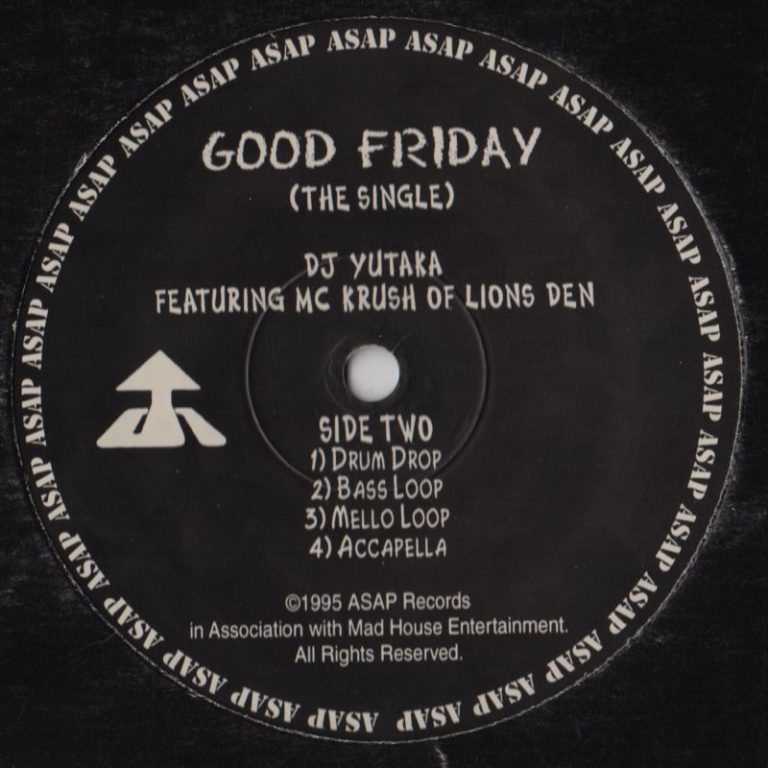 GOOD FRIDAY
(THE SINGLE)
DJ YUTAKA
FEATURING MC KRUSH OF LIONS DEN
SIDE TWO
1) DRUM DROP
2) BASS LOOP
3) MELLO LOOP
4) ACCAPELLA
©1995 ASAP Records
in Association with Mad House Entertainment.
All Rights Reserved.
ASAP ASAP ASAP ASAP ASAP ASAP ASAP ASAP ASAP ASAP ASAP ASAP ASAP ASAP ASAP ASAP ASAP ASAP ASAP ASAP ASAP ASAP ASAP ASAP ASAP ASAP ASAP ASAP